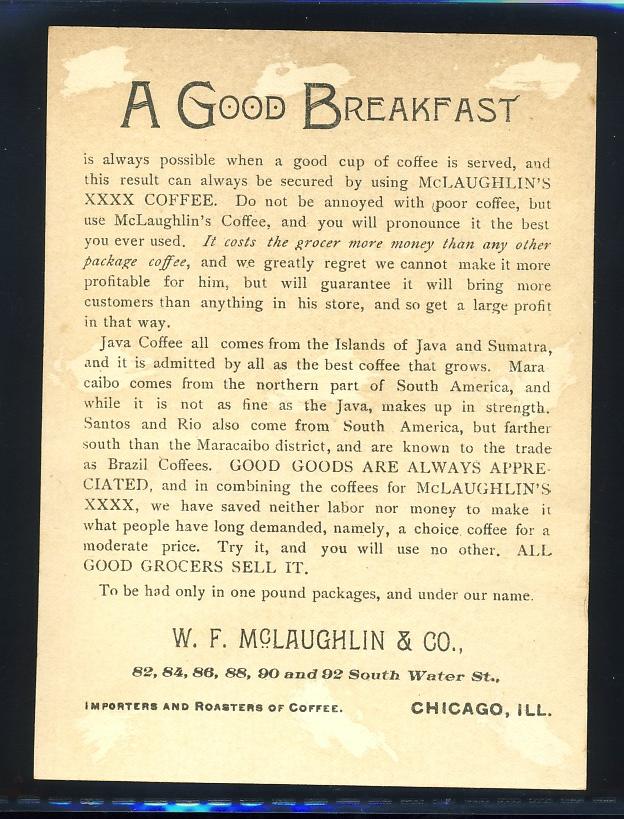 A GOOD BREAKFAST
is always possible when a good cup of coffee is served, and
this result can always be secured by using McLAUGHLIN'S
XXXX COFFEE. Do not be annoyed with poor coffee, but
use McLaughlin's Coffee, and you will pronounce it the best
you ever used. It costs the grocer more money than any other
package coffee, and we greatly regret we cannot make it more
profitable for him, but will guarantee it will bring more
customers than anything in his store, and so get a large profit
in that way.
Java Coffee all comes from the Islands of Java and Sumatra,
and it is admitted by all as the best coffee that grows. Mara
caibo comes from the northern part of South America, and
while it is not as fine as the Java, makes up in strength.
Santos and Rio also come from South America, but farther
south than the Maracaibo district, and are known to the trade
as Brazil Coffees. GOOD GOODS ARE ALWAYS APPRE-
CIATED, and in combining the coffees for McLAUGHLIN'S
XXXX, we have saved neither labor nor money to make it
what people have long demanded, namely, a choice coffee for a
moderate price. Try it, and you will use no other. ALL
GOOD GROCERS SELL IT.
To be had only in one pound packages, and under our name.
W. F. McLAUGHLIN & CO.,
82, 84, 86, 88, 90 and 92 South Water St.,
IMPORTERS AND ROASTERS OF COFFEE. CHICAGO, ILL.